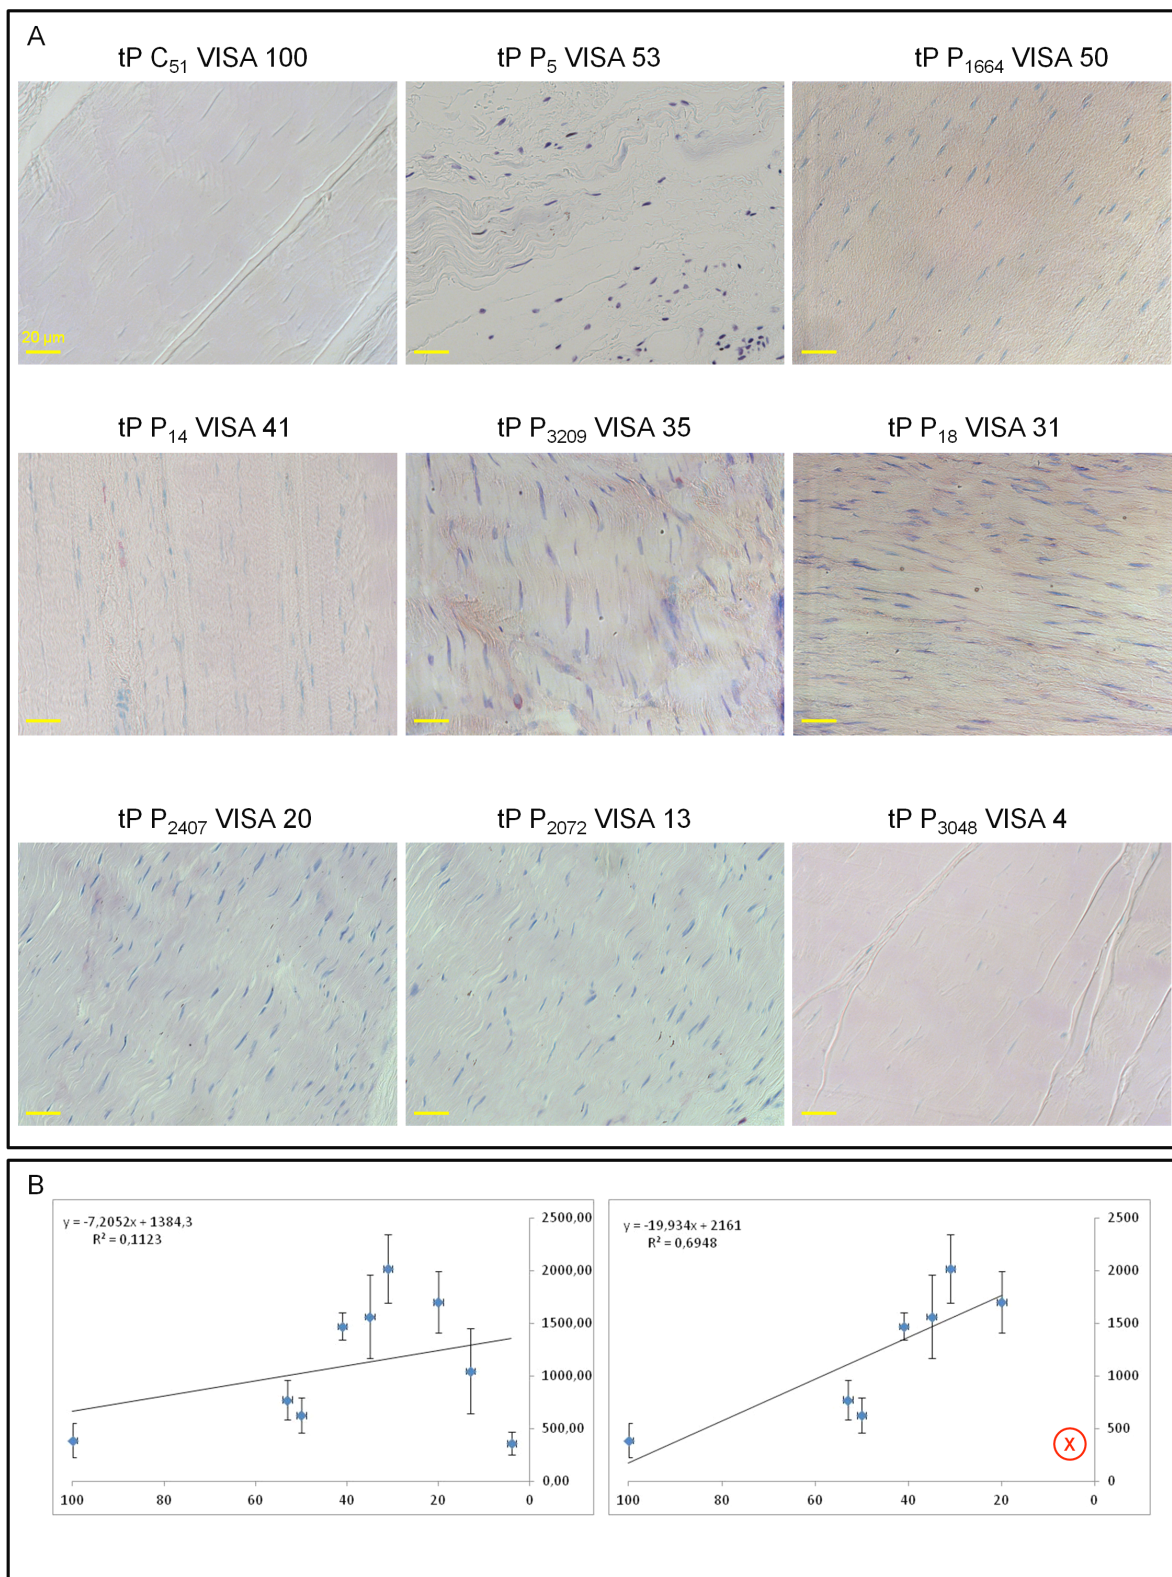 A
tP C51 VISA 100
tP P5 VISA 53
tP P1664 VISA 50
20 µm
tP P14 VISA 41
tP P3209 VISA 35
tP P18 VISA 31
tP P2407 VISA 20
tP P2072 VISA 13
tP P3048 VISA 4
B
y = -7,2052x + 1384,3
R² = 0,1123
2500,00
2000,00
1500,00
1000,00
500,00
0,00
100
60
40
20
0
y = -19,934x + 2161
R² = 0,6948
2500
2000
1500
1000
500
0
X
100
60
40
20
0